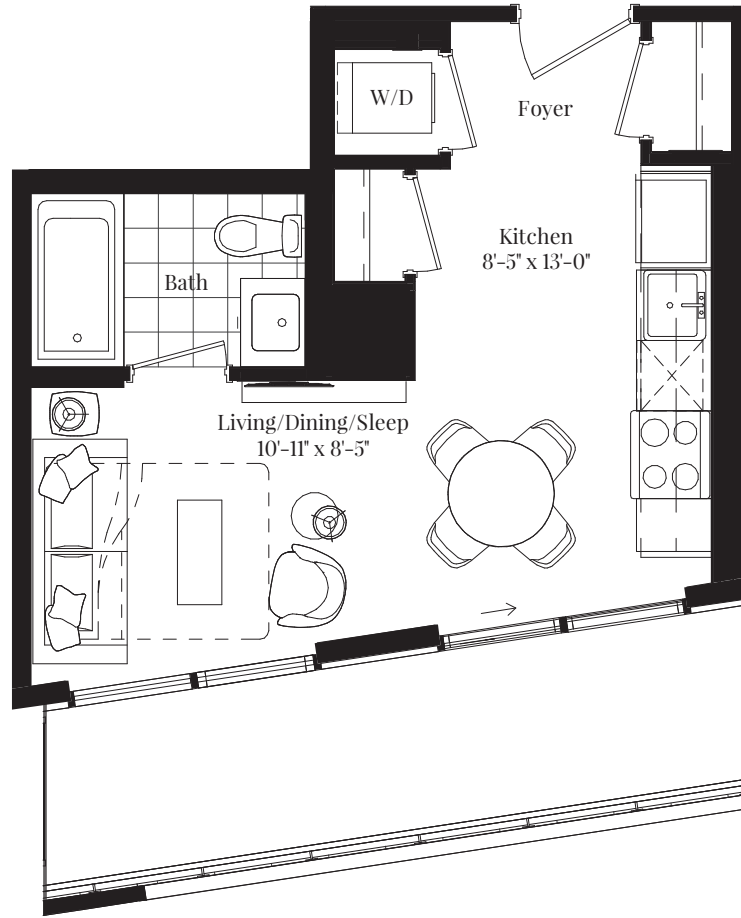 W/D
Foyer
Kitchen
8'-5" x 13'-0"
Bath
Living/Dining/Sleep
10'-11" x 8'-5"